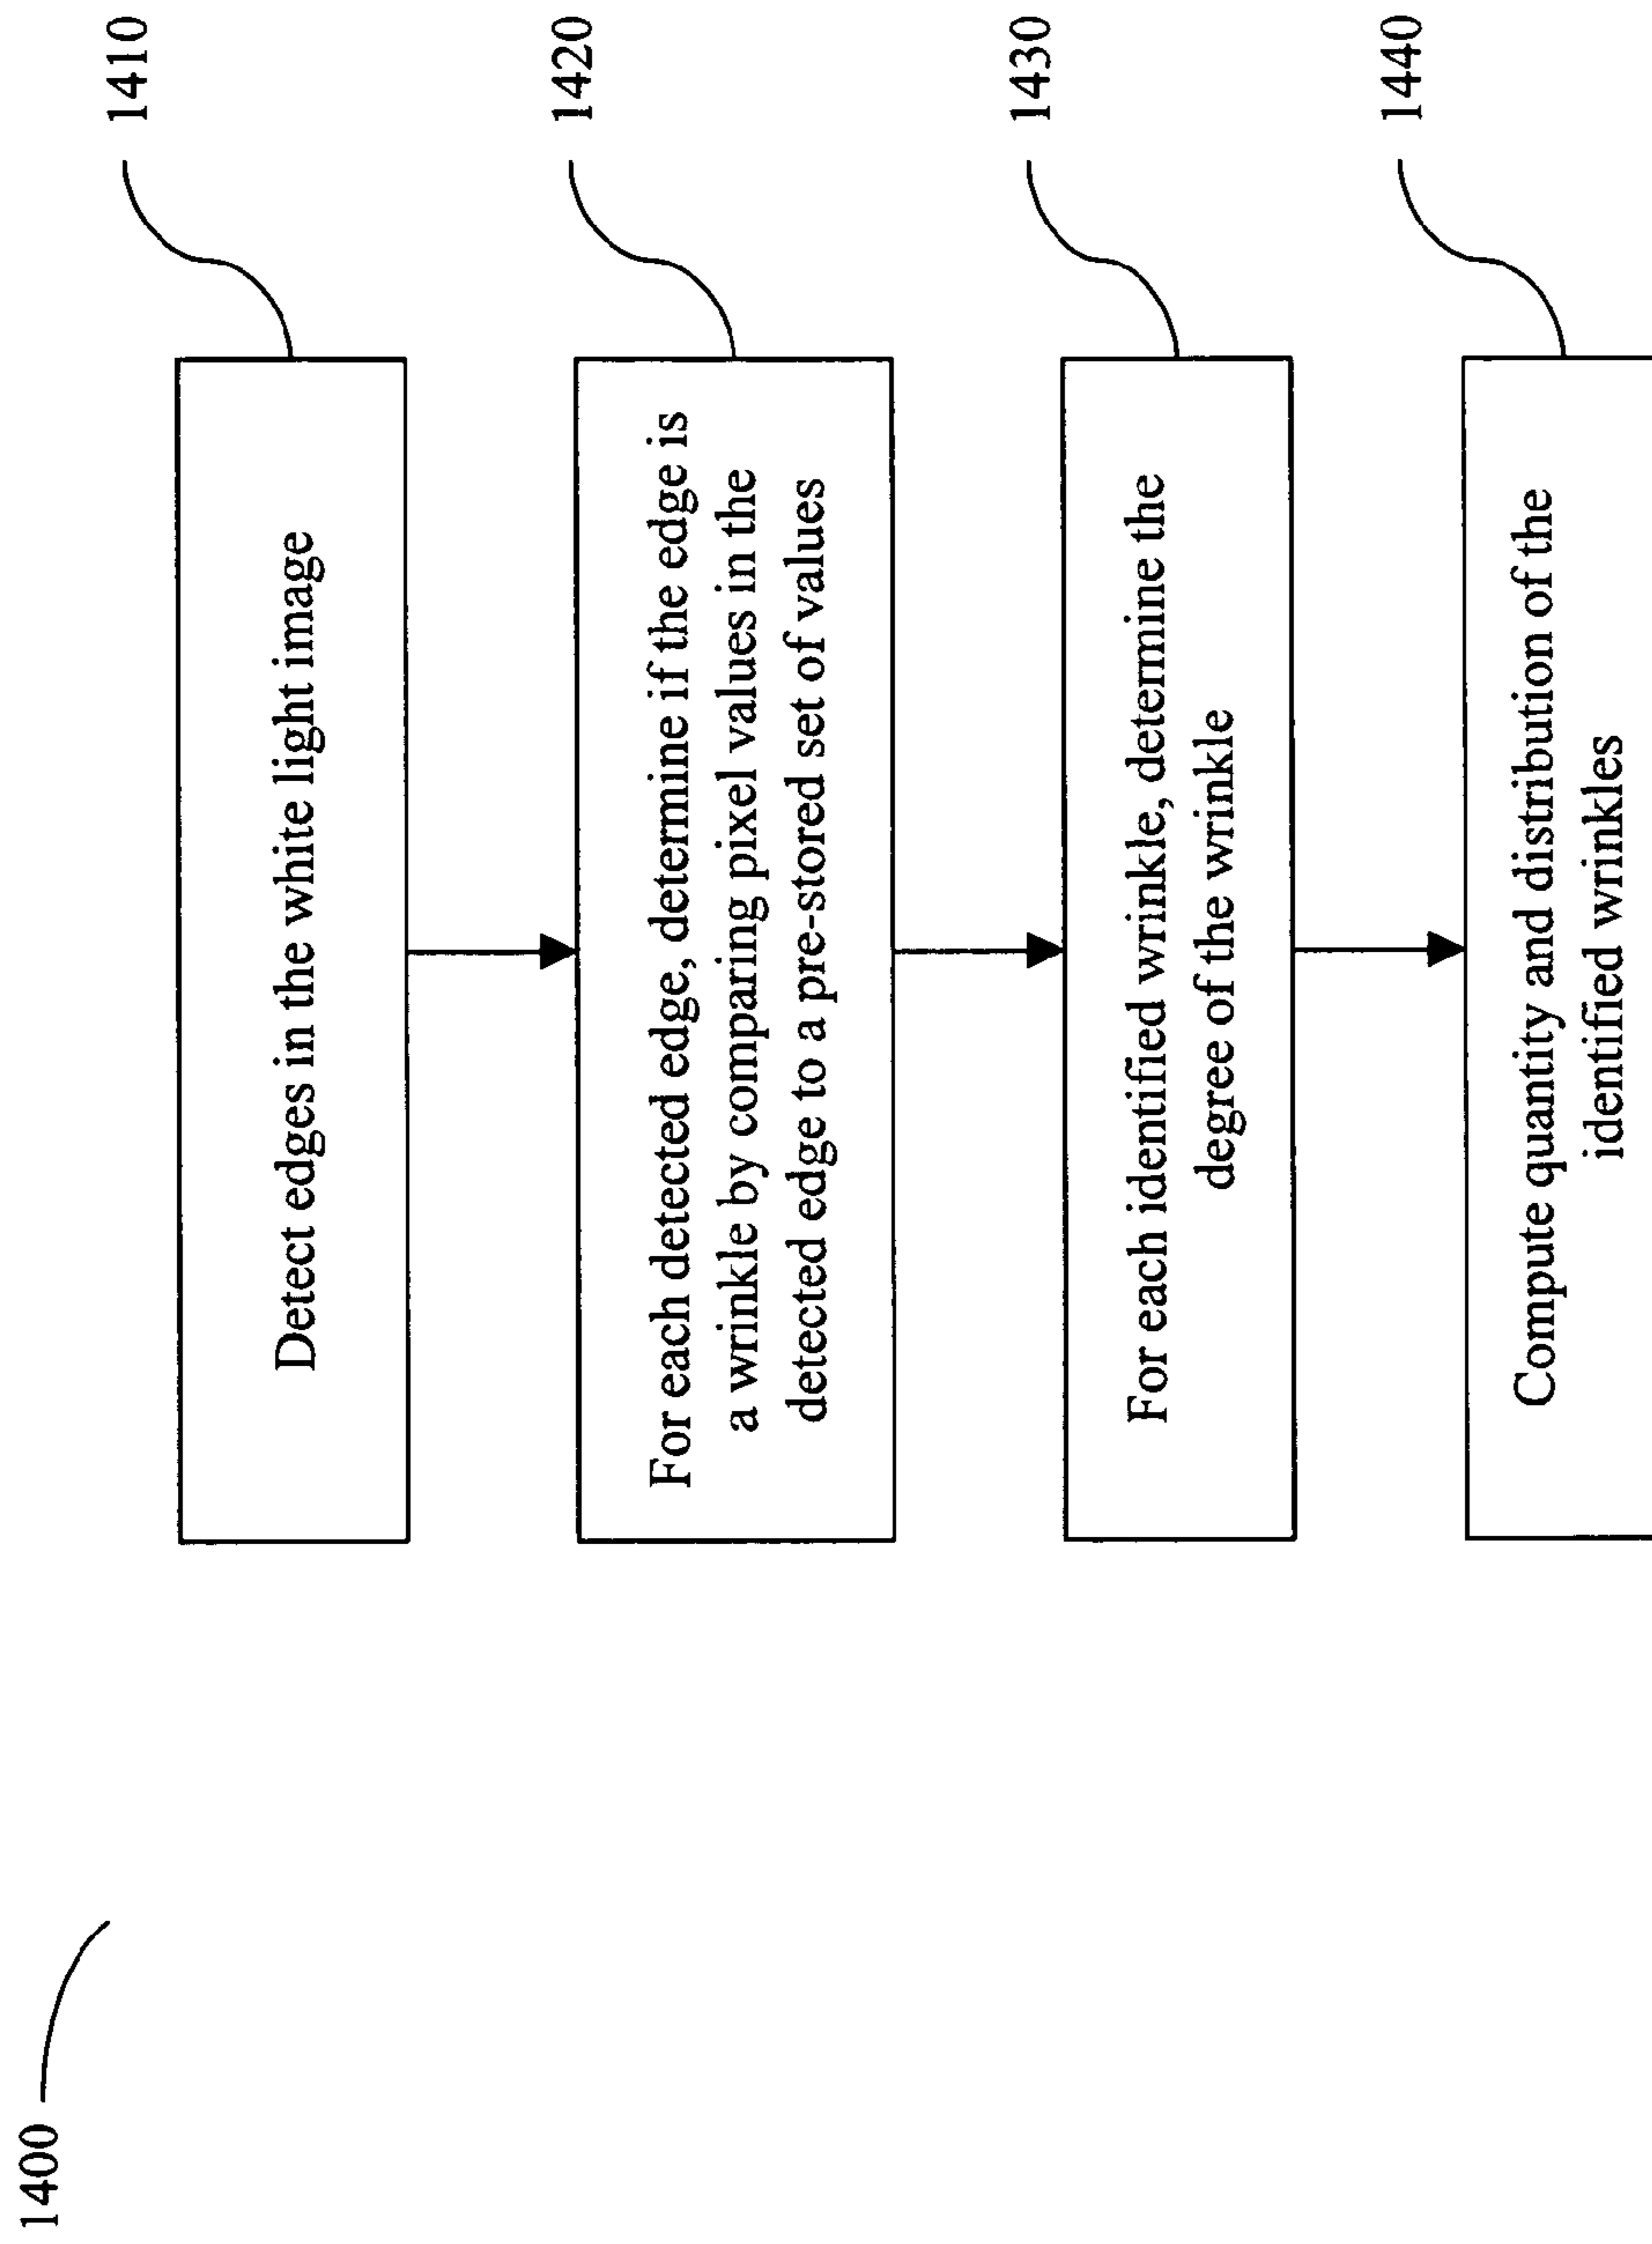 1400
1410
Detect edges in the white light image
1420
For each detected edge, determine if the edge is
a wrinkle by comparing pixel values in the
detected edge to a pre-stored set of values
1430
For each identified wrinkle, determine the
degree of the wrinkle
1440
Compute quantity and distribution of the
identified wrinkles